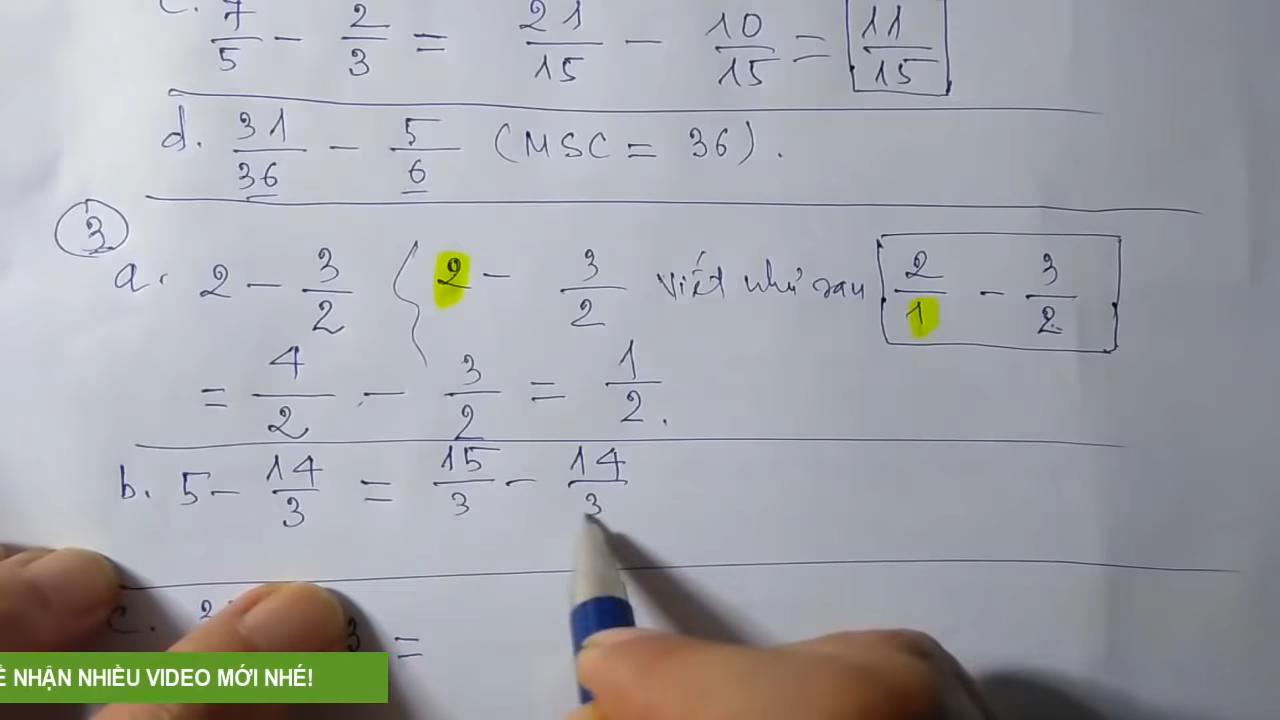 c. 7/5 - 2/3 = 21/15 - 10/15 = 11/15
d. 31/36 - 5/6 (MSC = 36).
3
a. 2 - 3/2 { 2 - 3/2 viết như sau 2/1 - 3/2
= 4/2 - 3/2 = 1/2.
b. 5 - 14/3 = 15/3 - 14/3
c. 3 =
Ề NHẬN NHIỀU VIDEO MỚI NHÉ!